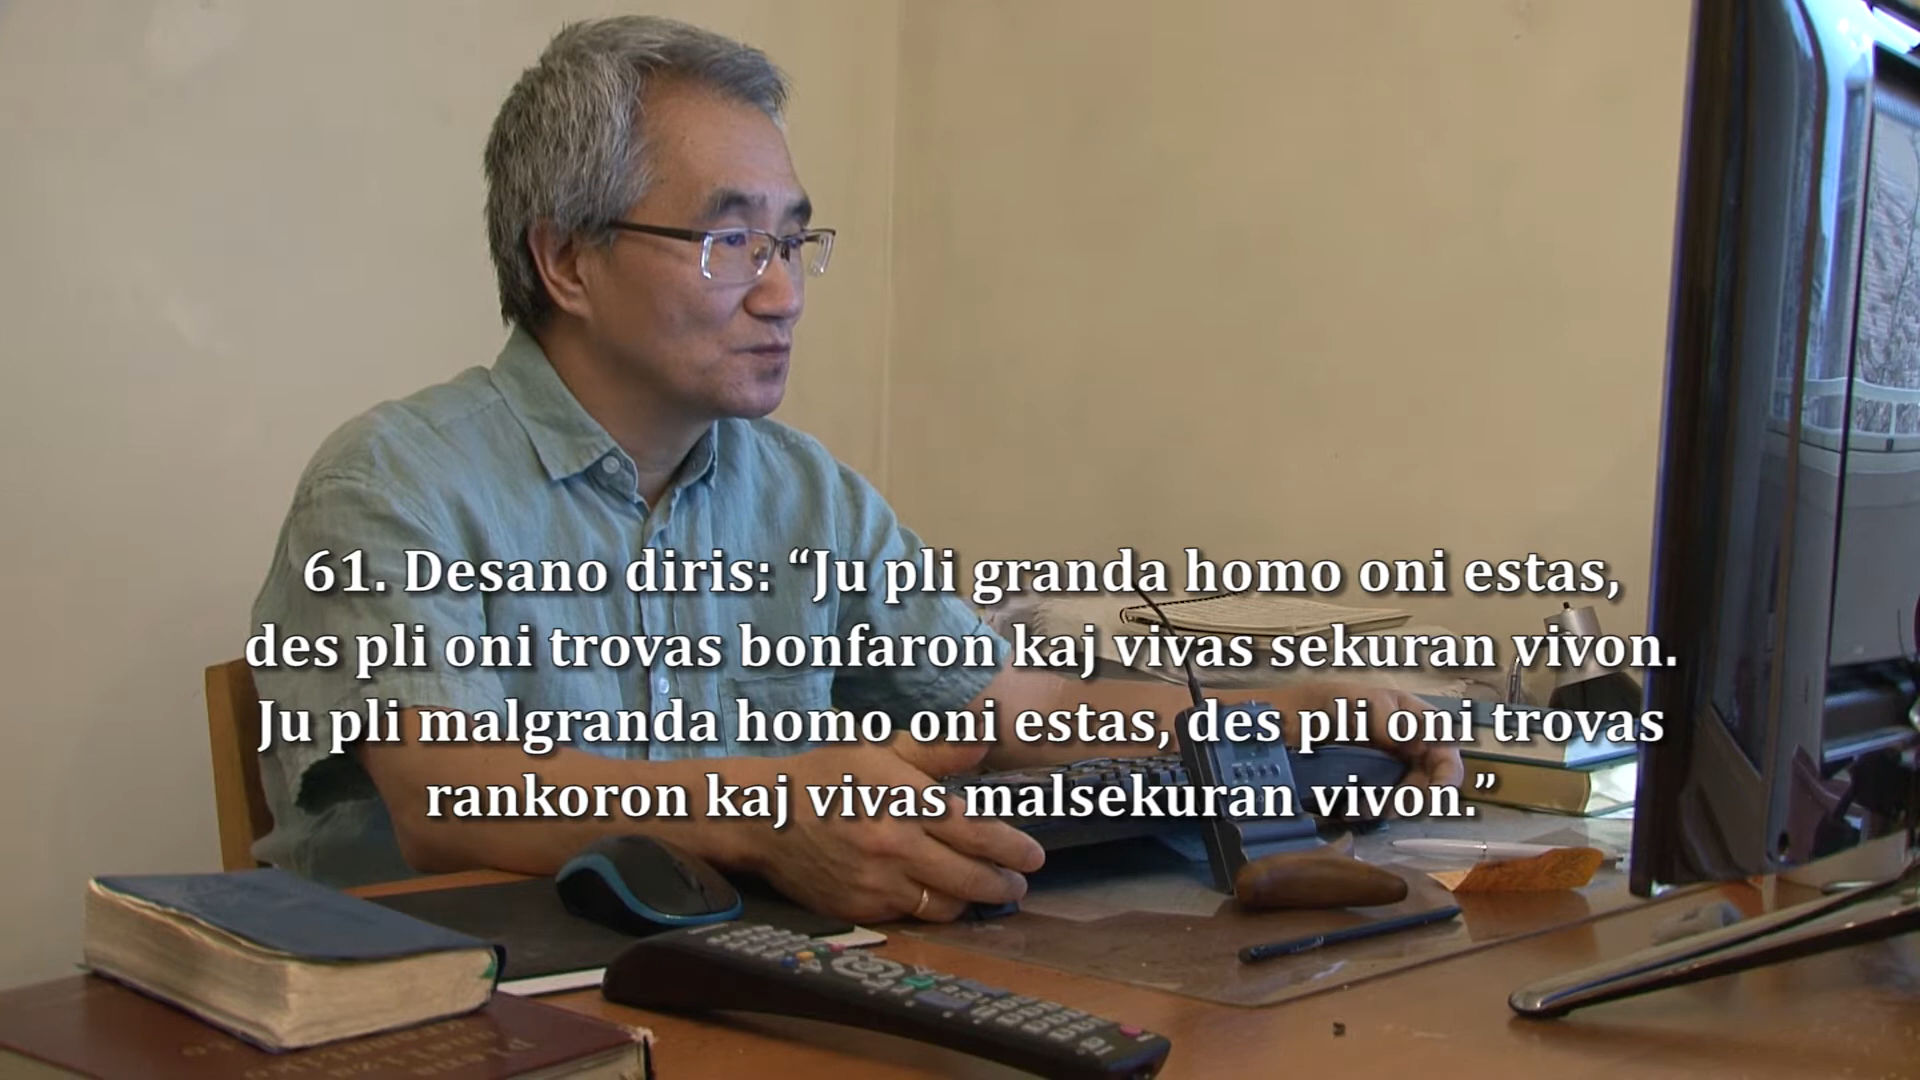 61. Desano diris: “Ju pli granda homo oni estas,
des pli oni trovas bonfaron kaj vivas sekuran vivon.
Ju pli malgranda homo oni estas, des pli oni trovas
rankoron kaj vivas malsekuran vivon.”